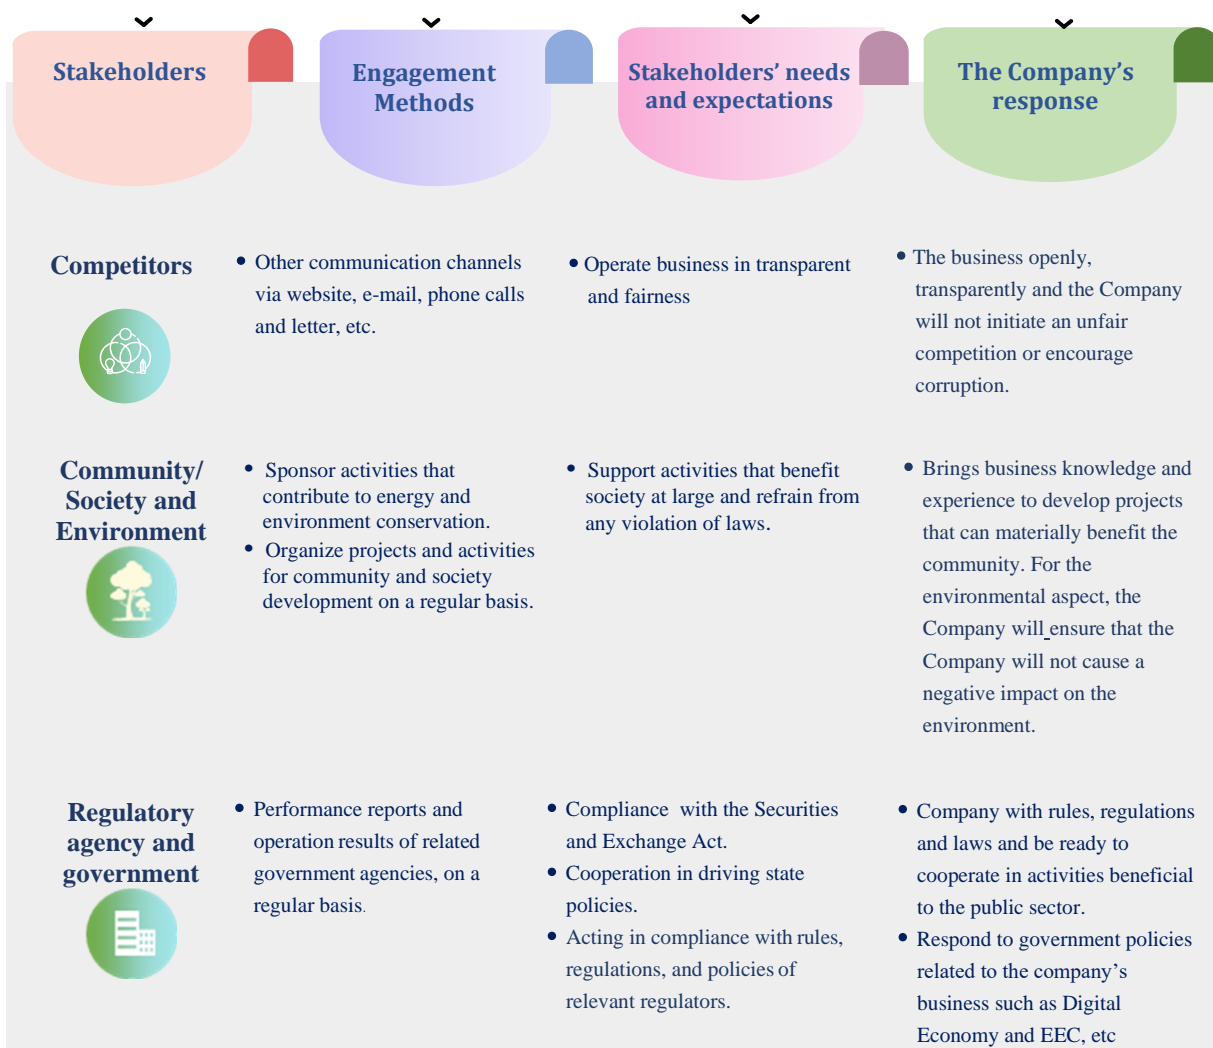 Stakeholders
Engagement
Methods
Stakeholders’ needs
and expectations
The Company’s
response
Competitors
• Other communication channels
via website, e-mail, phone calls
and letter, etc.
• Operate business in transparent
and fairness
• The business openly,
transparently and the Company
will not initiate an unfair
competition or encourage
corruption.
Community/
Society and
Environment
• Sponsor activities that
contribute to energy and
environment conservation.
• Organize projects and activities
for community and society
development on a regular basis.
• Support activities that benefit
society at large and refrain from
any violation of laws.
• Brings business knowledge and
experience to develop projects
that can materially benefit the
community. For the
environmental aspect, the
Company will ensure that the
Company will not cause a
negative impact on the
environment.
Regulatory
agency and
government
• Performance reports and
operation results of related
government agencies, on a
regular basis.
• Compliance with the Securities
and Exchange Act.
• Cooperation in driving state
policies.
• Acting in compliance with rules,
regulations, and policies of
relevant regulators.
• Company with rules, regulations
and laws and be ready to
cooperate in activities beneficial
to the public sector.
• Respond to government policies
related to the company’s
business such as Digital
Economy and EEC, etc